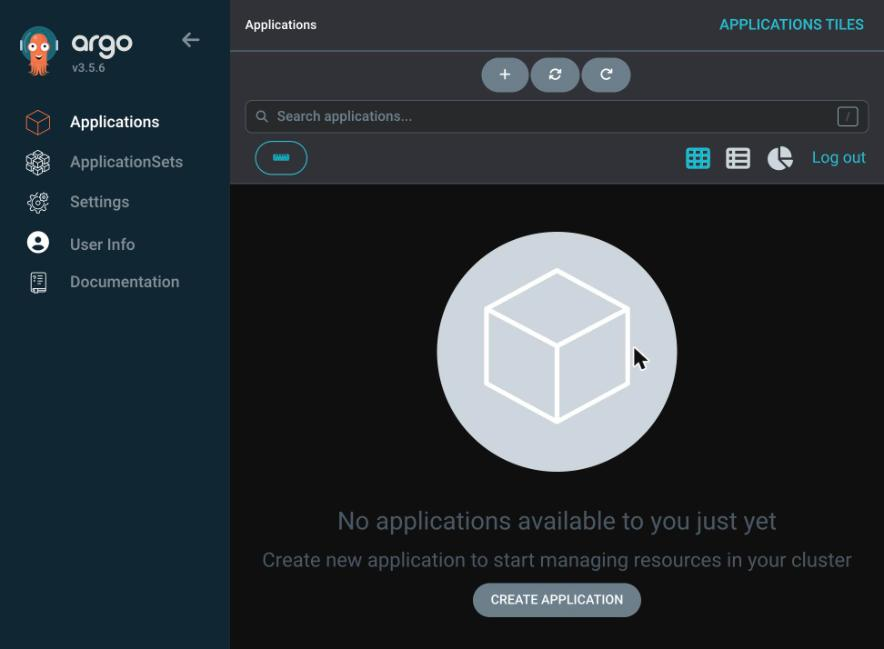 argo
v3.5.6
Applications
ApplicationSets
Settings
User Info
Documentation
Applications
APPLICATIONS TILES
+
Search applications...
/
Log out
No applications available to you just yet
Create new application to start managing resources in your cluster
CREATE APPLICATION